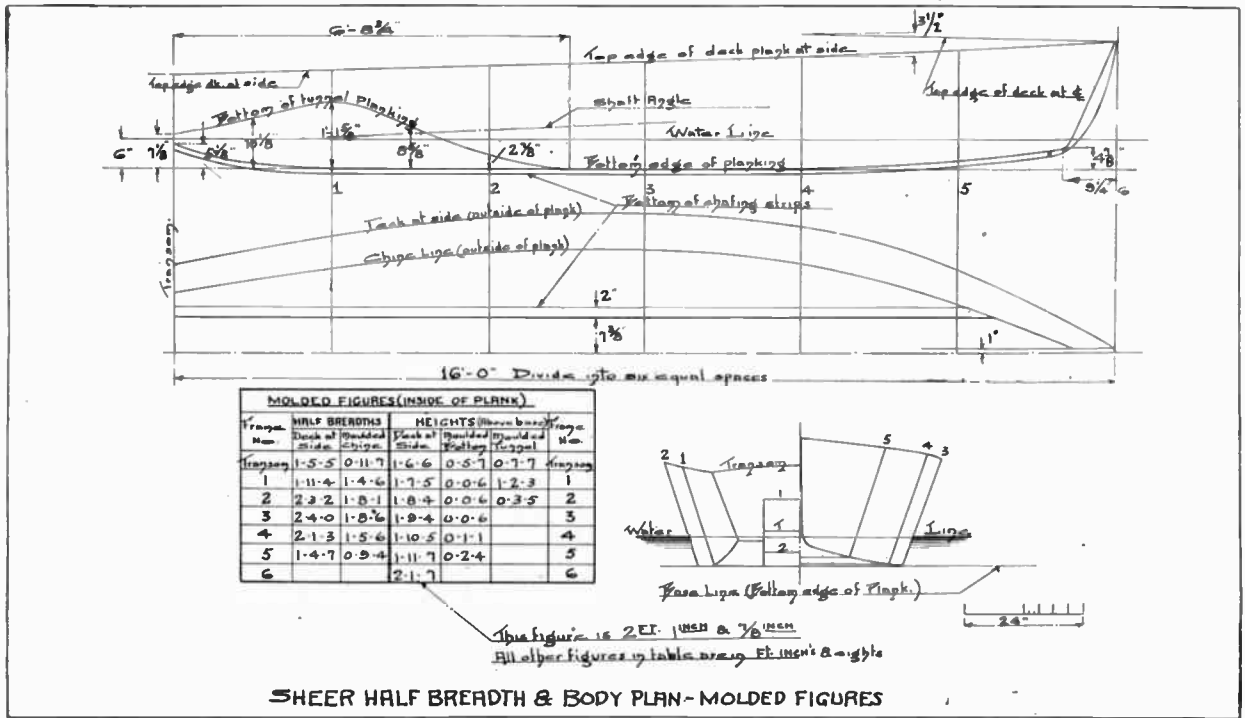 6'-8¾"
3½"
Top edge of deck plank at side
Top edge dk. at side
Top edge of deck at ℄
Bottom of tunnel planking
Shaft Angle
Water Line
6" 7⅛ 1'-1⅝" 8⅝" 2⅞"
Bottom edge of planking
4⅞"
9¼"
1 2 3 4 5 6
Bottom of chafing strips
Deck at side (outside of plank)
Chine Line (outside of plank)
Transom.
2"
7⅜
1"
16'-0" Divide into six equal spaces
MOLDED FIGURES (INSIDE OF PLANK)
Frame Nos. HALF BREADTHS HEIGHTS (Above base) Frame Nos.
Deck at Side Moulded Chine Deck at Side Moulded Bottom Moulded Tunnel
Transom 1-5-5 0-11-7 1-6-6 0-5-7 0-7-7 Transom
1 1-11-4 1-4-6 1-7-5 0-0-6 1-2-3 1
2 2-3-2 1-8-1 1-8-4 0-0-6 0-3-5 2
3 2-4-0 1-8-6 1-9-4 0-0-6 3
4 2-1-3 1-5-6 1-10-5 0-1-1 4
5 1-4-7 0-9-4 1-11-7 0-2-4 5
6 2-1-7 6
2 1 Transom 5 4 3
1
T
2
Water Line
Base Line (Bottom edge of Plank.)
24"
This figure is 2 FT. 1 INCH & 7/8 INCH
All other figures in table are in FT. INCH'S & eights
SHEER HALF BREADTH & BODY PLAN-MOLDED FIGURES